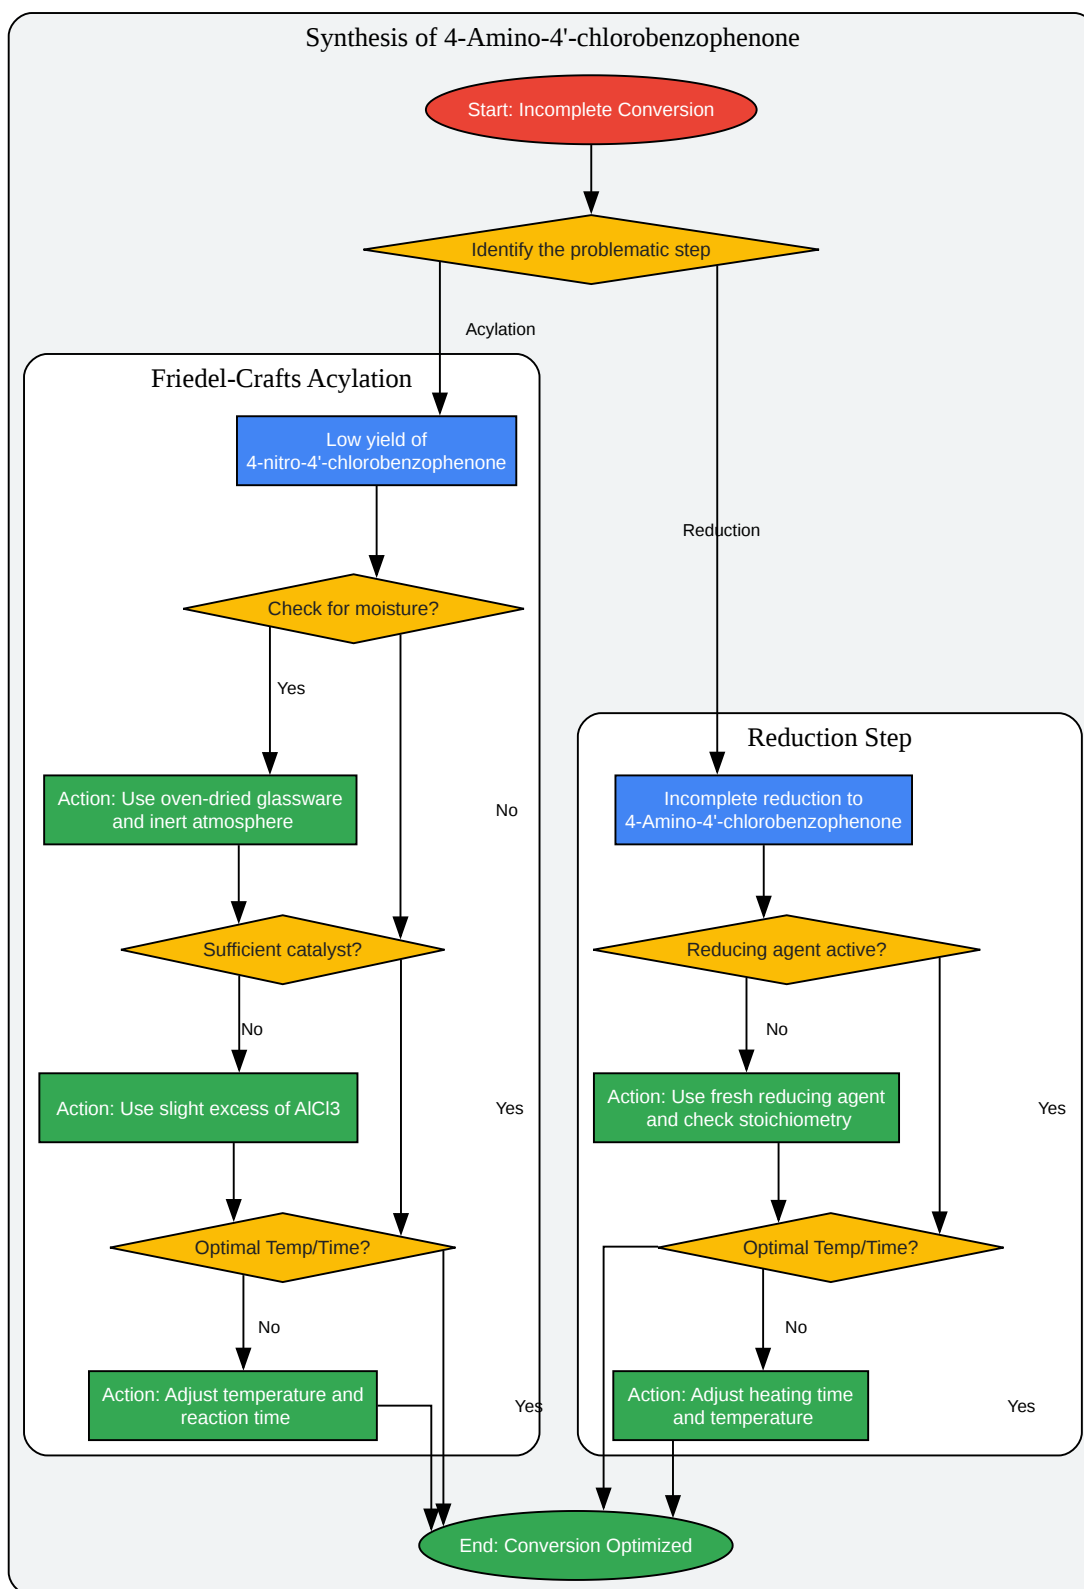 Synthesis of 4-Amino-4'-chlorobenzophenone
Start: Incomplete Conversion
Identify the problematic step
Acylation
Friedel-Crafts Acylation
Low yield of
4-nitro-4'-chlorobenzophenone
Reduction
Check for moisture?
Yes
Reduction Step
Action: Use oven-dried glassware
and inert atmosphere
No
Incomplete reduction to
4-Amino-4'-chlorobenzophenone
Sufficient catalyst?
Reducing agent active?
No
No
Action: Use slight excess of AlCl3
Yes
Action: Use fresh reducing agent
and check stoichiometry
Yes
Optimal Temp/Time?
Optimal Temp/Time?
No
No
Action: Adjust temperature and
reaction time
Yes
Action: Adjust heating time
and temperature
Yes
End: Conversion Optimized